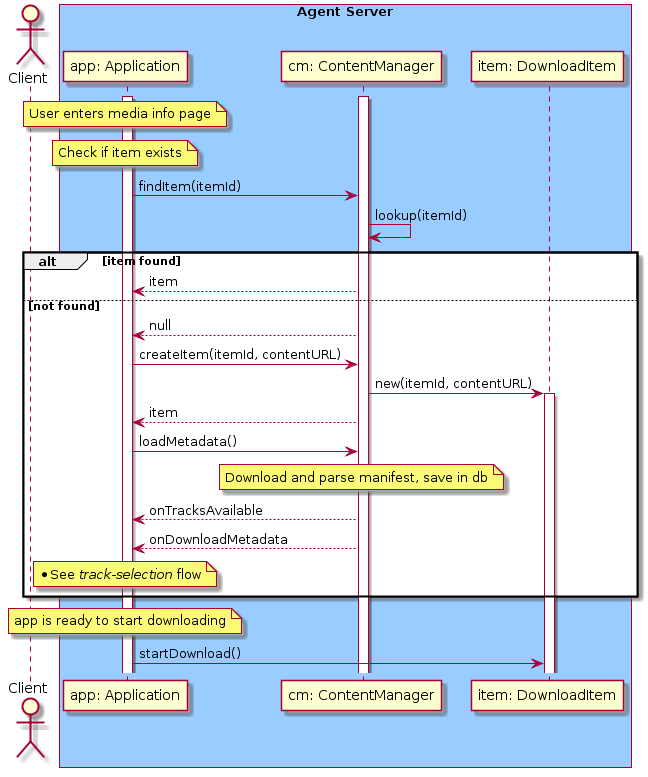 Agent Server
Client
app: Application
cm: ContentManager
item: DownloadItem
User enters media info page
Check if item exists
findItem(itemId)
lookup(itemId)
alt [item found]
item
[not found]
null
createItem(itemId, contentURL)
new(itemId, contentURL)
item
loadMetadata()
Download and parse manifest, save in db
onTracksAvailable
onDownloadMetadata
•See track-selection flow
app is ready to start downloading
startDownload()
Client
app: Application
cm: ContentManager
item: DownloadItem